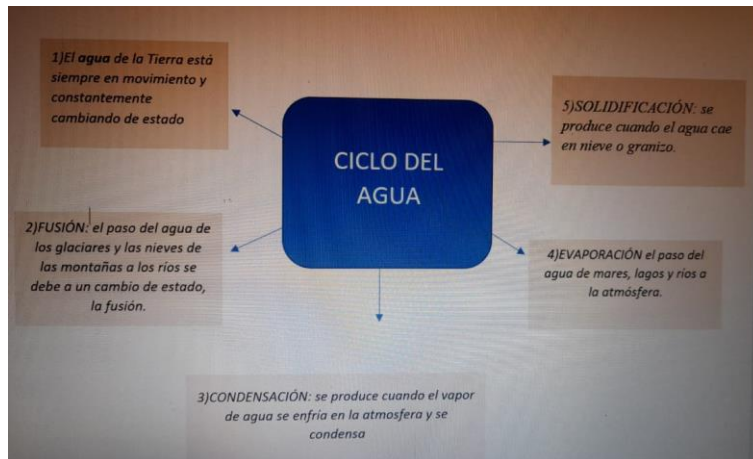 1)El agua de la Tierra está
siempre en movimiento y
constantemente
cambiando de estado
CICLO DEL
AGUA
5)SOLIDIFICACIÓN: se
produce cuando el agua cae
en nieve o granizo.
2)FUSIÓN: el paso del agua de
los glaciares y las nieves de
las montañas a los ríos se
debe a un cambio de estado,
la fusión.
4)EVAPORACIÓN el paso del
agua de mares, lagos y ríos a
la atmósfera.
3)CONDENSACIÓN: se produce cuando el vapor
de agua se enfría en la atmosfera y se
condensa